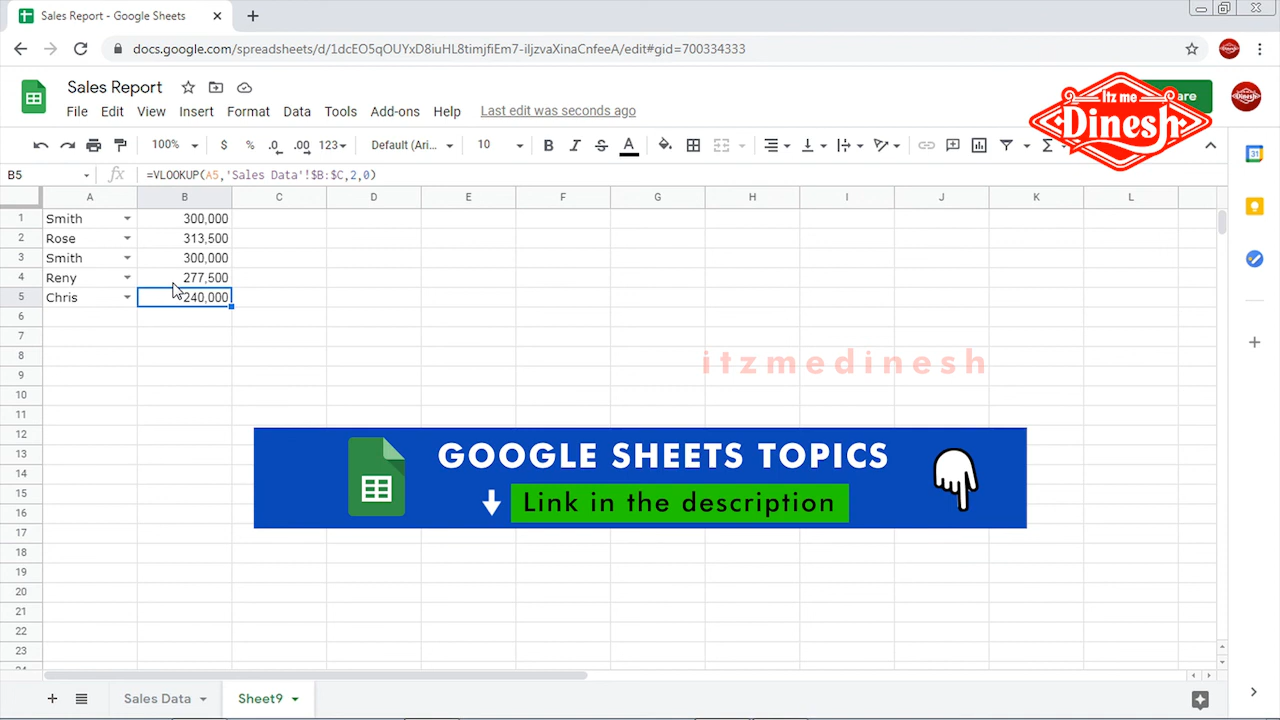 Sales Report - Google Sheets
docs.google.com/spreadsheets/d/1dcEO5qOUYxD8iuHL8timjfiEm7-iljzvaXinaCnfeeA/edit#gid=700334333
Sales Report
File Edit View Insert Format Data Tools Add-ons Help Last edit was seconds ago
Itz me
Dinesh
are
Dinesh
100% $ % .0 .00 123 Default (Ari... 10 B I S A
31
B5 fx =VLOOKUP(A5,'Sales Data'!$B:$C,2,0)
A B C D E F G H I J K L
1 Smith 300,000
2 Rose 313,500
3 Smith 300,000
4 Reny 277,500
5 Chris 240,000
6
7
8
itzmedinesh
9
10
11
12
13
14
15
16
17
18
19
20
21
22
23
GOOGLE SHEETS TOPICS
Link in the description
Sales Data Sheet9